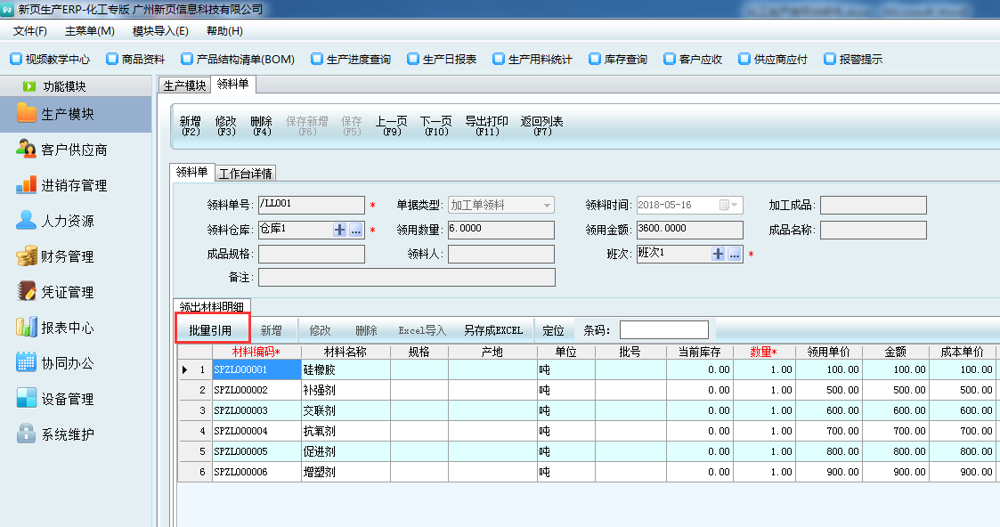 新页生产ERP-化工专版 广州新页信息科技有限公司
文件(F) 主菜单(M) 模块导入(E) 帮助(H)
视频教学中心 商品资料 产品结构清单(BOM) 生产进度查询 生产日报表 生产用料统计 库存查询 客户应收 供应商应付 报警提示
功能模块
生产模块
客户供应商
进销存管理
人力资源
财务管理
凭证管理
报表中心
协同办公
设备管理
系统维护
生产模块 领料单
新增 修改 删除 保存新增 保存 上一页 下一页 导出打印 返回列表
(F2) (F3) (F4) (F6) (F5) (F9) (F10) (F11) (F7)
领料单 工作台详情
领料单号: /LL001 * 单据类型: 加工单领料 领料时间: 2018-05-16 加工成品:
领料仓库: 仓库1 ... * 领用数量: 6.0000 领用金额: 3600.0000 成品名称:
成品规格: 领料人: 班次: 班次1 ... *
备注:
领出材料明细
批量引用 新增 修改 删除 Excel导入 另存成EXCEL 定位 条码:
材料编码* 材料名称 规格 产地 单位 批号 当前库存 数量* 领用单价 金额 成本单价
1 SPZL000001 硅橡胶 吨 0.00 1.00 100.00 100.00 100.00
2 SPZL000002 补强剂 吨 0.00 1.00 500.00 500.00 500.00
3 SPZL000003 交联剂 吨 0.00 1.00 600.00 600.00 600.00
4 SPZL000004 抗氧剂 吨 0.00 1.00 700.00 700.00 700.00
5 SPZL000005 促进剂 吨 0.00 1.00 800.00 800.00 800.00
6 SPZL000006 增塑剂 吨 0.00 1.00 900.00 900.00 900.00